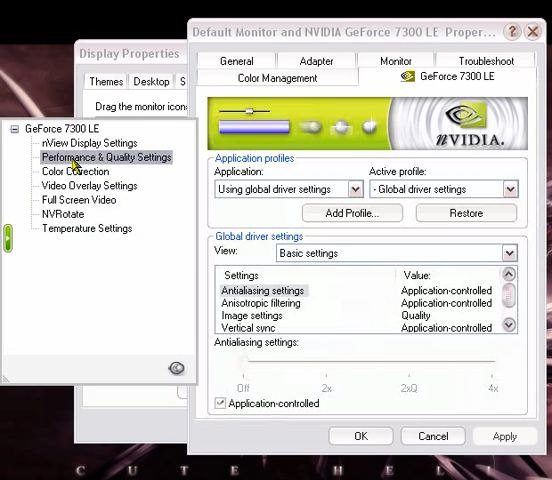 Default Monitor and NVIDIA GeForce 7300 LE Proper...
Display Properties
Themes Desktop S
Drag the monitor icons
General Adapter Monitor Troubleshoot
Color Management GeForce 7300 LE
GeForce 7300 LE
nView Display Settings
Performance & Quality Settings
Color Correction
Video Overlay Settings
Full Screen Video
NVRotate
Temperature Settings
nVIDIA.
Application profiles
Application: Active profile:
Using global driver settings - Global driver settings
Add Profile... Restore
Global driver settings
View: Basic settings
Settings Value:
Antialiasing settings Application-controlled
Anisotropic filtering Application-controlled
Image settings Quality
Vertical sync Application-controlled
Antialiasing settings:
Off 2x 2xQ 4x
Application-controlled
OK Cancel Apply
C U T E H E L L